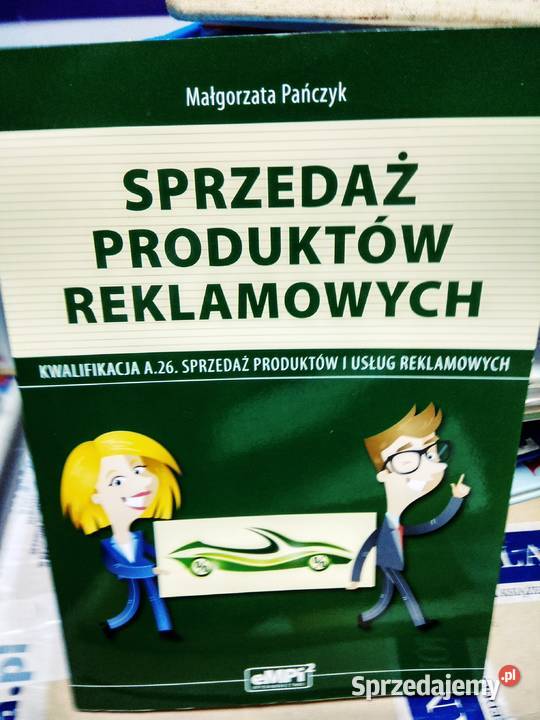 Małgorzata Pańczyk
SPRZEDAŻ
PRODUKTÓW
REKLAMOWYCH
KWALIFIKACJA A.26. SPRZEDAŻ PRODUKTÓW I USŁUG REKLAMOWYCH
eMPi²
Sprzedajemy.pl